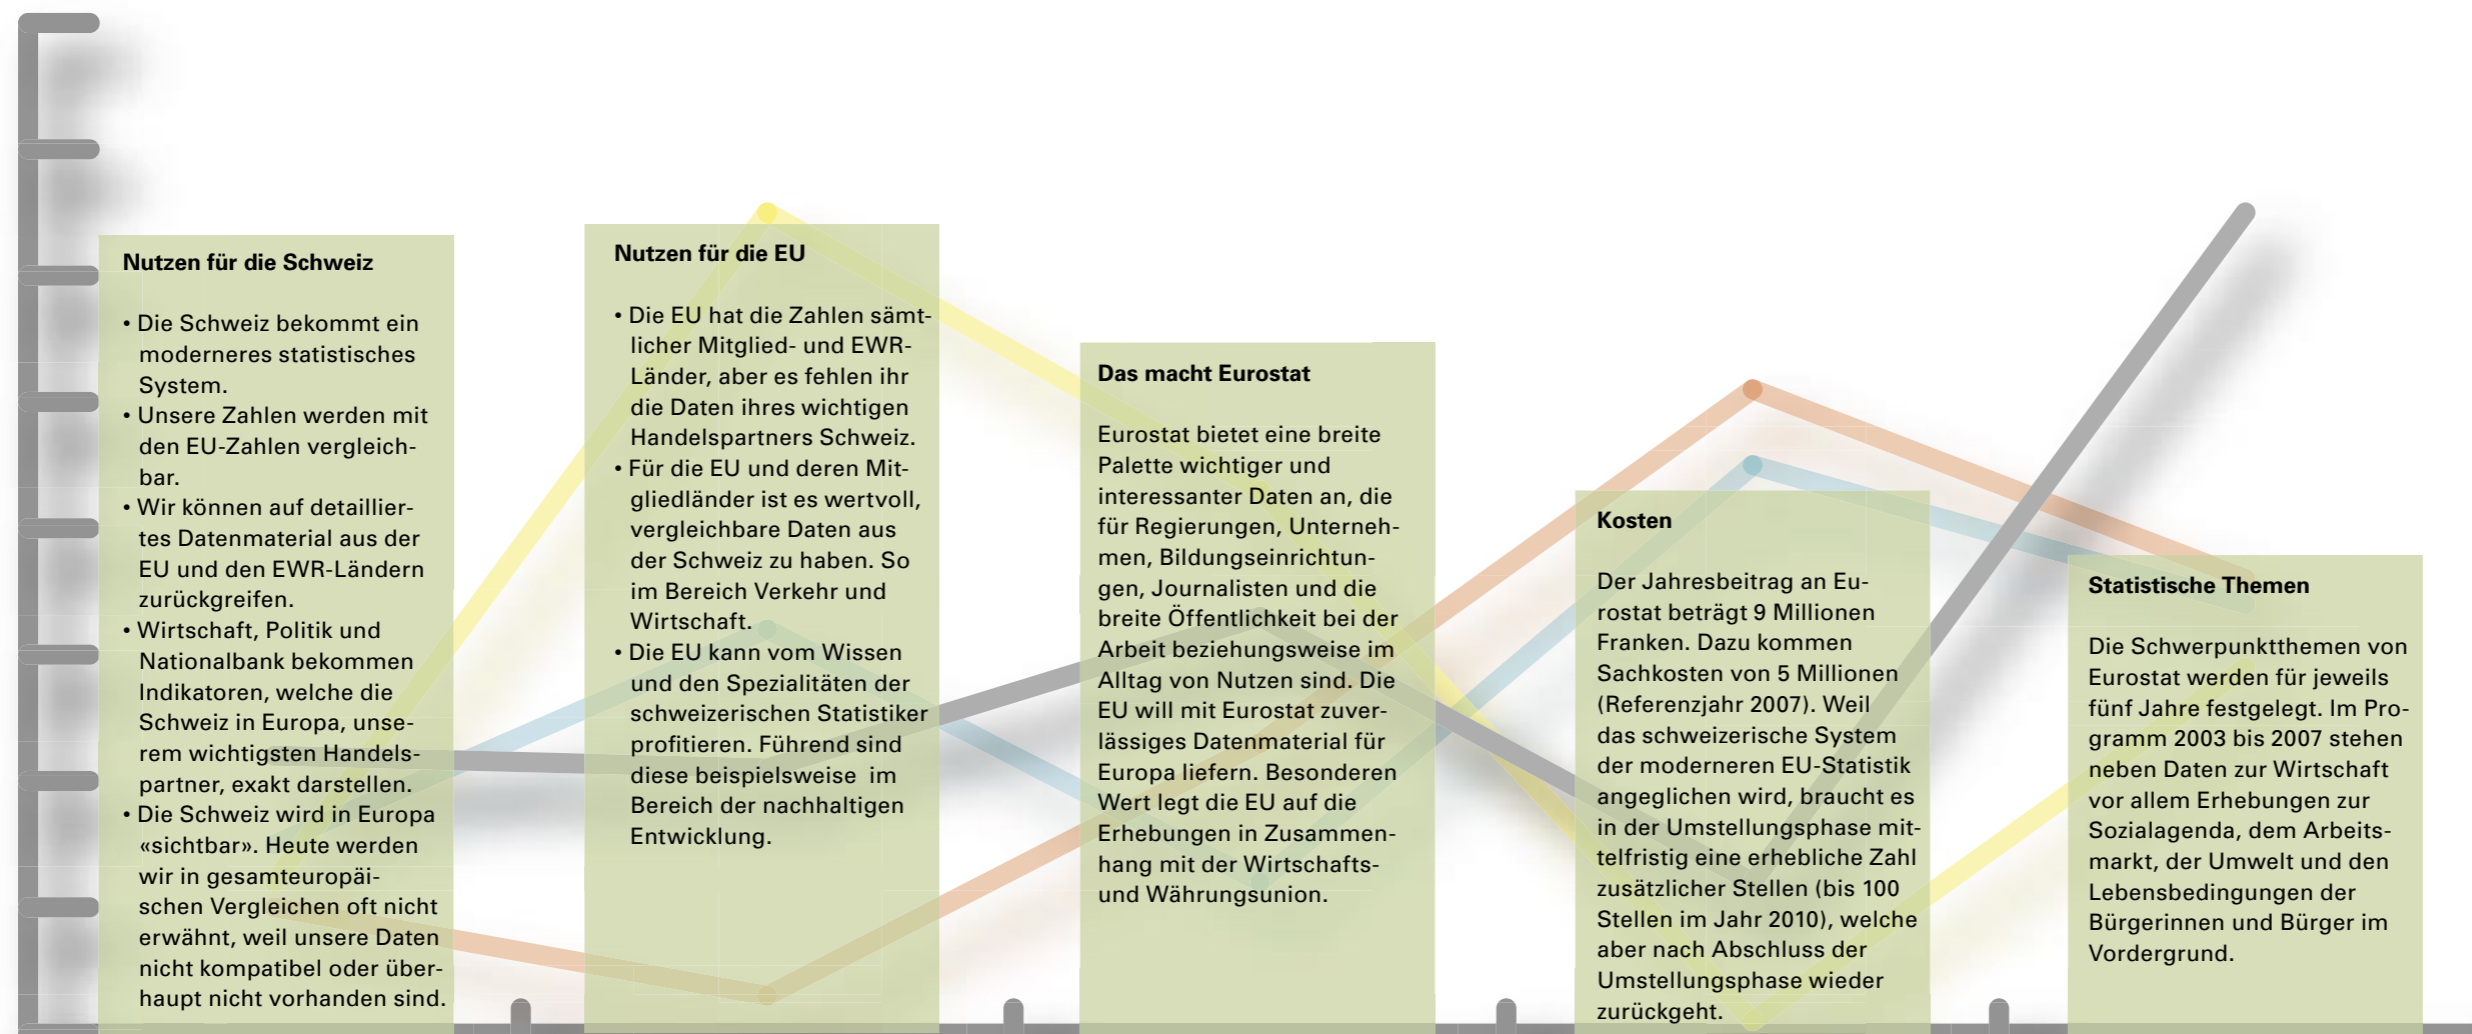 Nutzen für die Schweiz
• Die Schweiz bekommt ein
moderneres statistisches
System.
• Unsere Zahlen werden mit
den EU-Zahlen vergleich-
bar.
• Wir können auf detaillier-
tes Datenmaterial aus der
EU und den EWR-Ländern
zurückgreifen.
• Wirtschaft, Politik und
Nationalbank bekommen
Indikatoren, welche die
Schweiz in Europa, unse-
rem wichtigsten Handels-
partner, exakt darstellen.
• Die Schweiz wird in Europa
«sichtbar». Heute werden
wir in gesamteuropäi-
schen Vergleichen oft nicht
erwähnt, weil unsere Daten
nicht kompatibel oder über-
haupt nicht vorhanden sind.
Nutzen für die EU
• Die EU hat die Zahlen sämt-
licher Mitglied- und EWR-
Länder, aber es fehlen ihr
die Daten ihres wichtigen
Handelspartners Schweiz.
• Für die EU und deren Mit-
gliedländer ist es wertvoll,
vergleichbare Daten aus
der Schweiz zu haben. So
im Bereich Verkehr und
Wirtschaft.
• Die EU kann vom Wissen
und den Spezialitäten der
schweizerischen Statistiker
profitieren. Führend sind
diese beispielsweise im
Bereich der nachhaltigen
Entwicklung.
Das macht Eurostat
Eurostat bietet eine breite
Palette wichtiger und
interessanter Daten an, die
für Regierungen, Unterneh-
men, Bildungseinrichtun-
gen, Journalisten und die
breite Öffentlichkeit bei der
Arbeit beziehungsweise im
Alltag von Nutzen sind. Die
EU will mit Eurostat zuver-
lässiges Datenmaterial für
Europa liefern. Besonderen
Wert legt die EU auf die
Erhebungen in Zusammen-
hang mit der Wirtschafts-
und Währungsunion.
Kosten
Der Jahresbeitrag an Eu-
rostat beträgt 9 Millionen
Franken. Dazu kommen
Sachkosten von 5 Millionen
(Referenzjahr 2007). Weil
das schweizerische System
der moderneren EU-Statistik
angeglichen wird, braucht es
in der Umstellungsphase mit-
telfristig eine erhebliche Zahl
zusätzlicher Stellen (bis 100
Stellen im Jahr 2010), welche
aber nach Abschluss der
Umstellungsphase wieder
zurückgeht.
Statistische Themen
Die Schwerpunktthemen von
Eurostat werden für jeweils
fünf Jahre festgelegt. Im Pro-
gramm 2003 bis 2007 stehen
neben Daten zur Wirtschaft
vor allem Erhebungen zur
Sozialagenda, dem Arbeits-
markt, der Umwelt und den
Lebensbedingungen der
Bürgerinnen und Bürger im
Vordergrund.